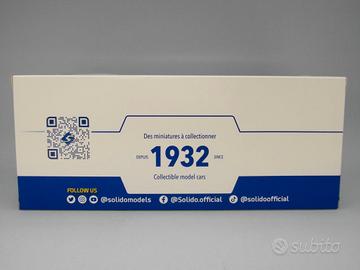 Des miniatures à collectionner
DEPUIS 1932 SINCE
Collectible model cars
FOLLOW US
@solidomodels @Solido.official @solidoofficial
subito